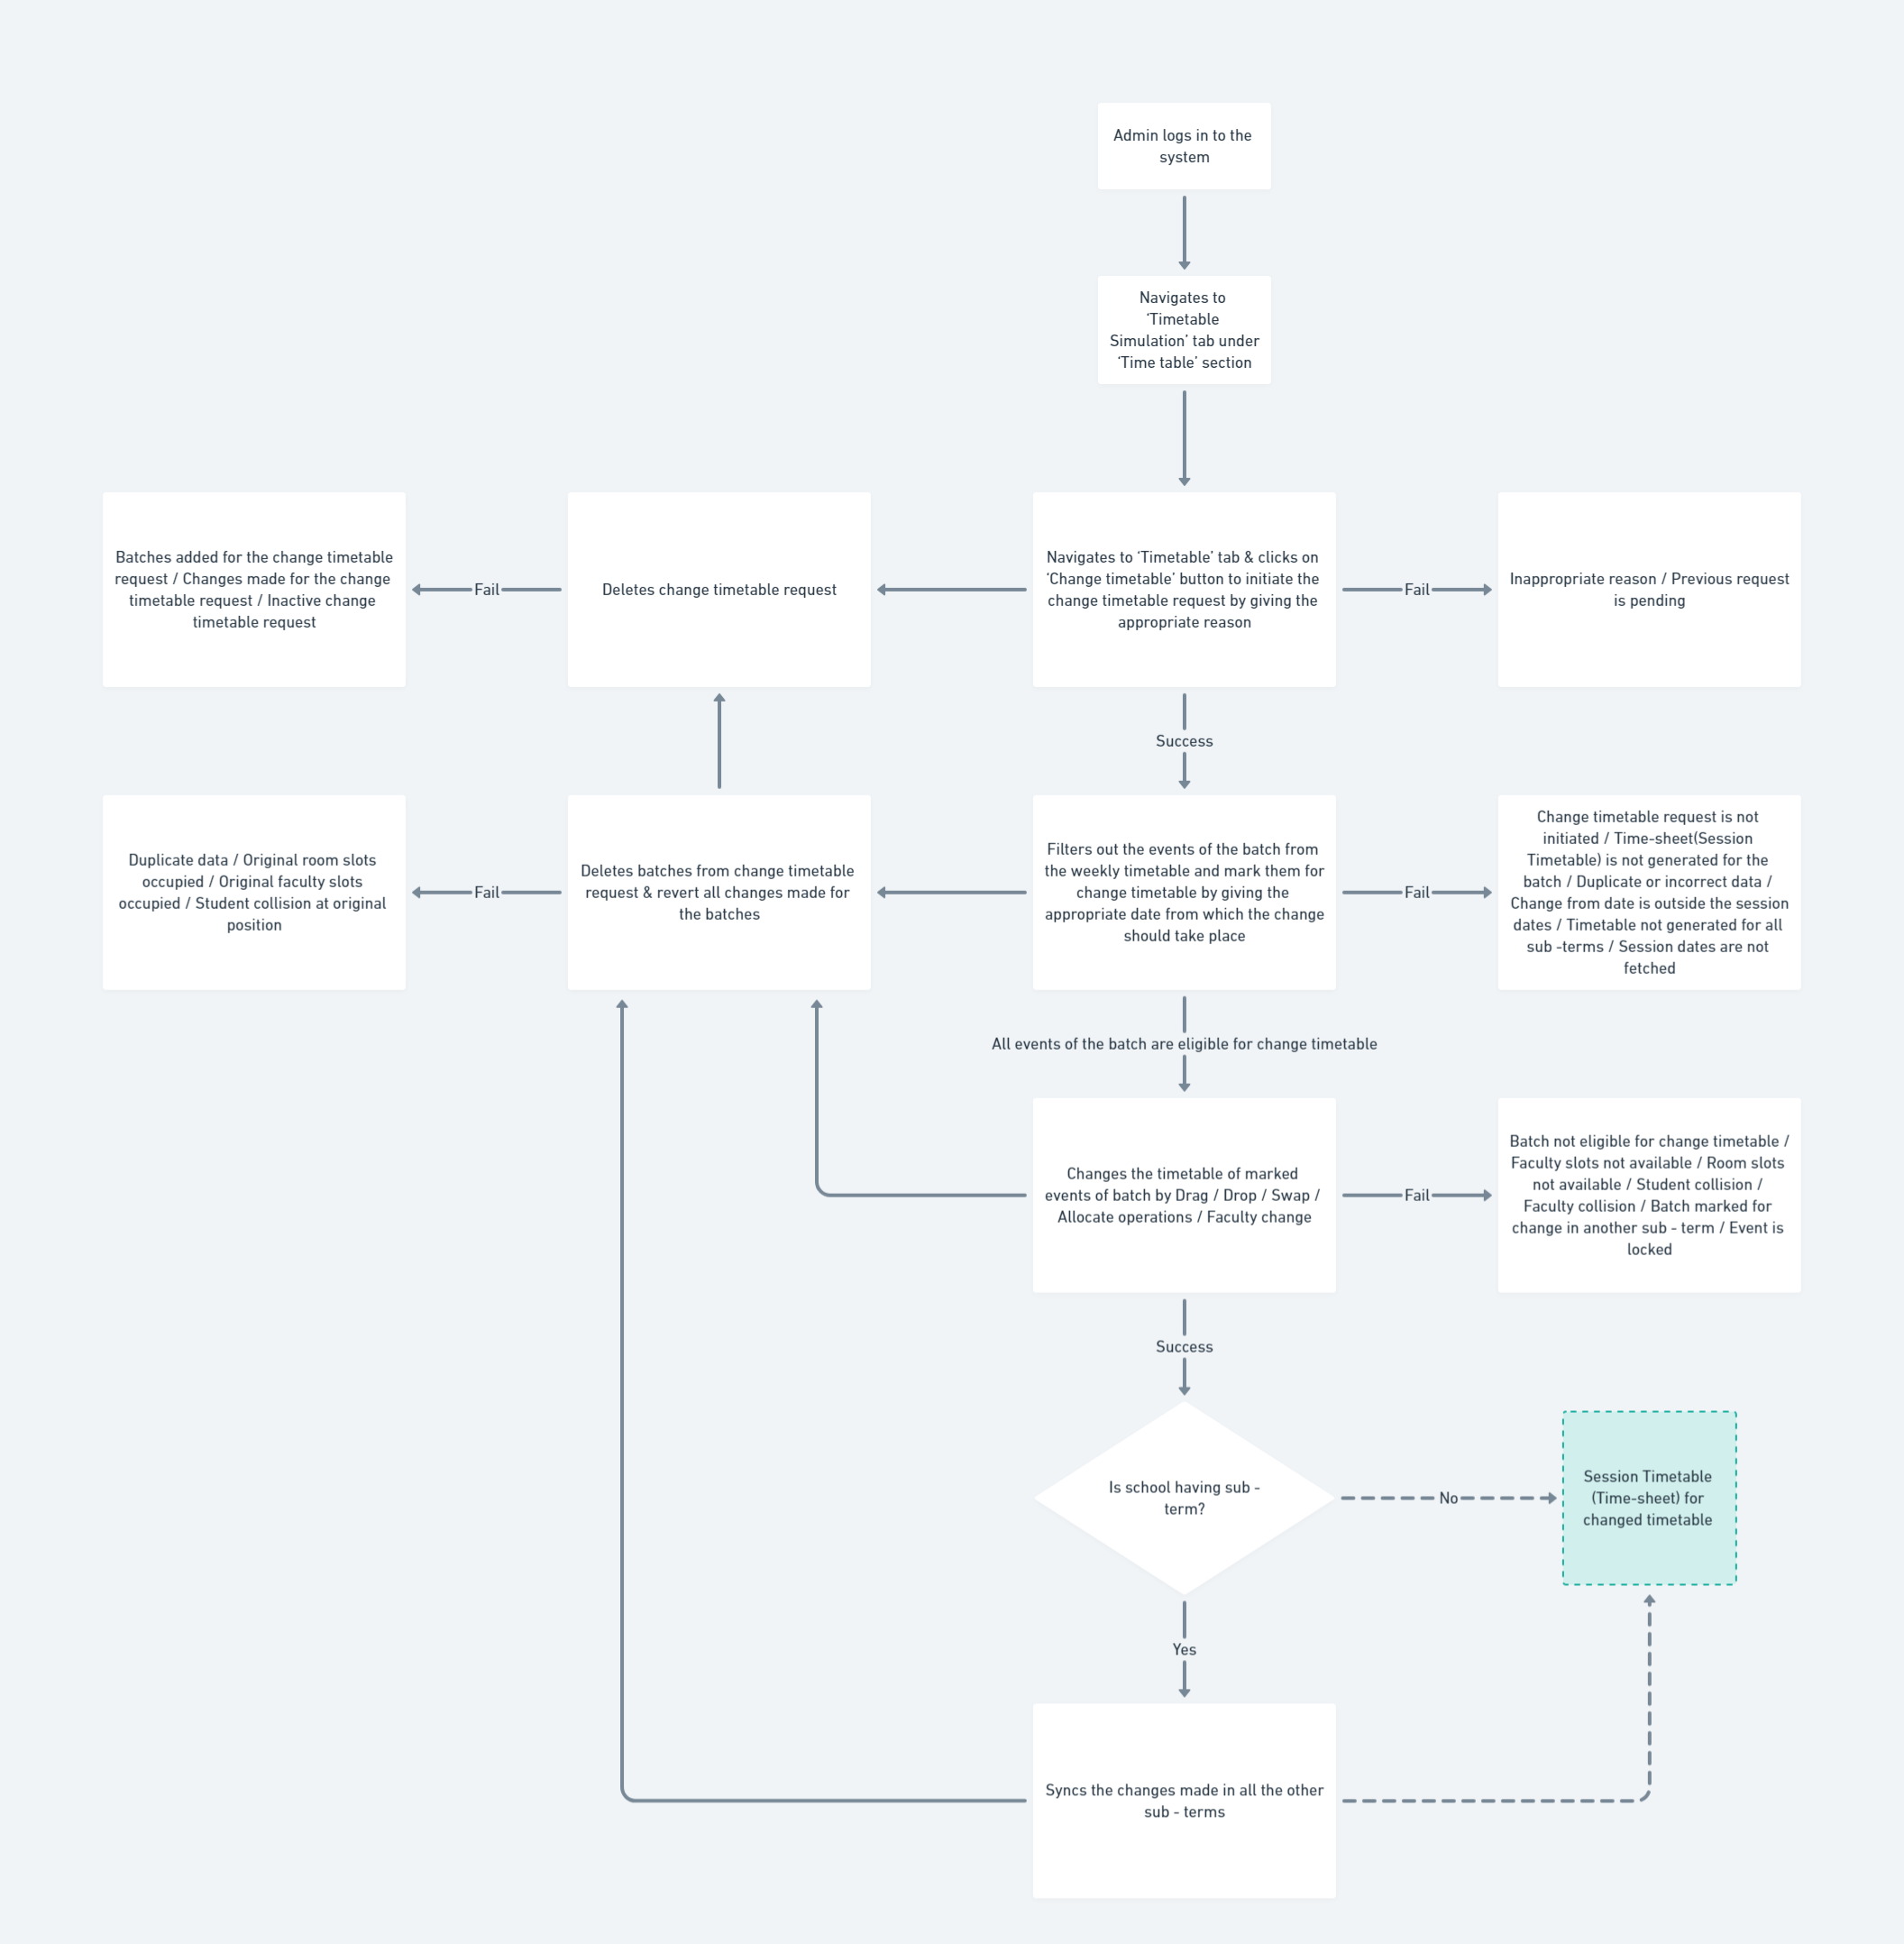 Admin logs in to the
system
Navigates to
‘Timetable
Simulation’ tab under
‘Time table’ section
Batches added for the change timetable
request / Changes made for the change
timetable request / Inactive change
timetable request
Fail
Deletes change timetable request
Navigates to ‘Timetable’ tab & clicks on
‘Change timetable’ button to initiate the
change timetable request by giving the
appropriate reason
Fail
Inappropriate reason / Previous request
is pending
Success
Duplicate data / Original room slots
occupied / Original faculty slots
occupied / Student collision at original
position
Fail
Deletes batches from change timetable
request & revert all changes made for
the batches
Filters out the events of the batch from
the weekly timetable and mark them for
change timetable by giving the
appropriate date from which the change
should take place
Fail
Change timetable request is not
initiated / Time-sheet(Session
Timetable) is not generated for the
batch / Duplicate or incorrect data /
Change from date is outside the session
dates / Timetable not generated for all
sub -terms / Session dates are not
fetched
All events of the batch are eligible for change timetable
Changes the timetable of marked
events of batch by Drag / Drop / Swap /
Allocate operations / Faculty change
Fail
Batch not eligible for change timetable /
Faculty slots not available / Room slots
not available / Student collision /
Faculty collision / Batch marked for
change in another sub - term / Event is
locked
Success
Is school having sub -
term?
No
Session Timetable
(Time-sheet) for
changed timetable
Yes
Syncs the changes made in all the other
sub - terms